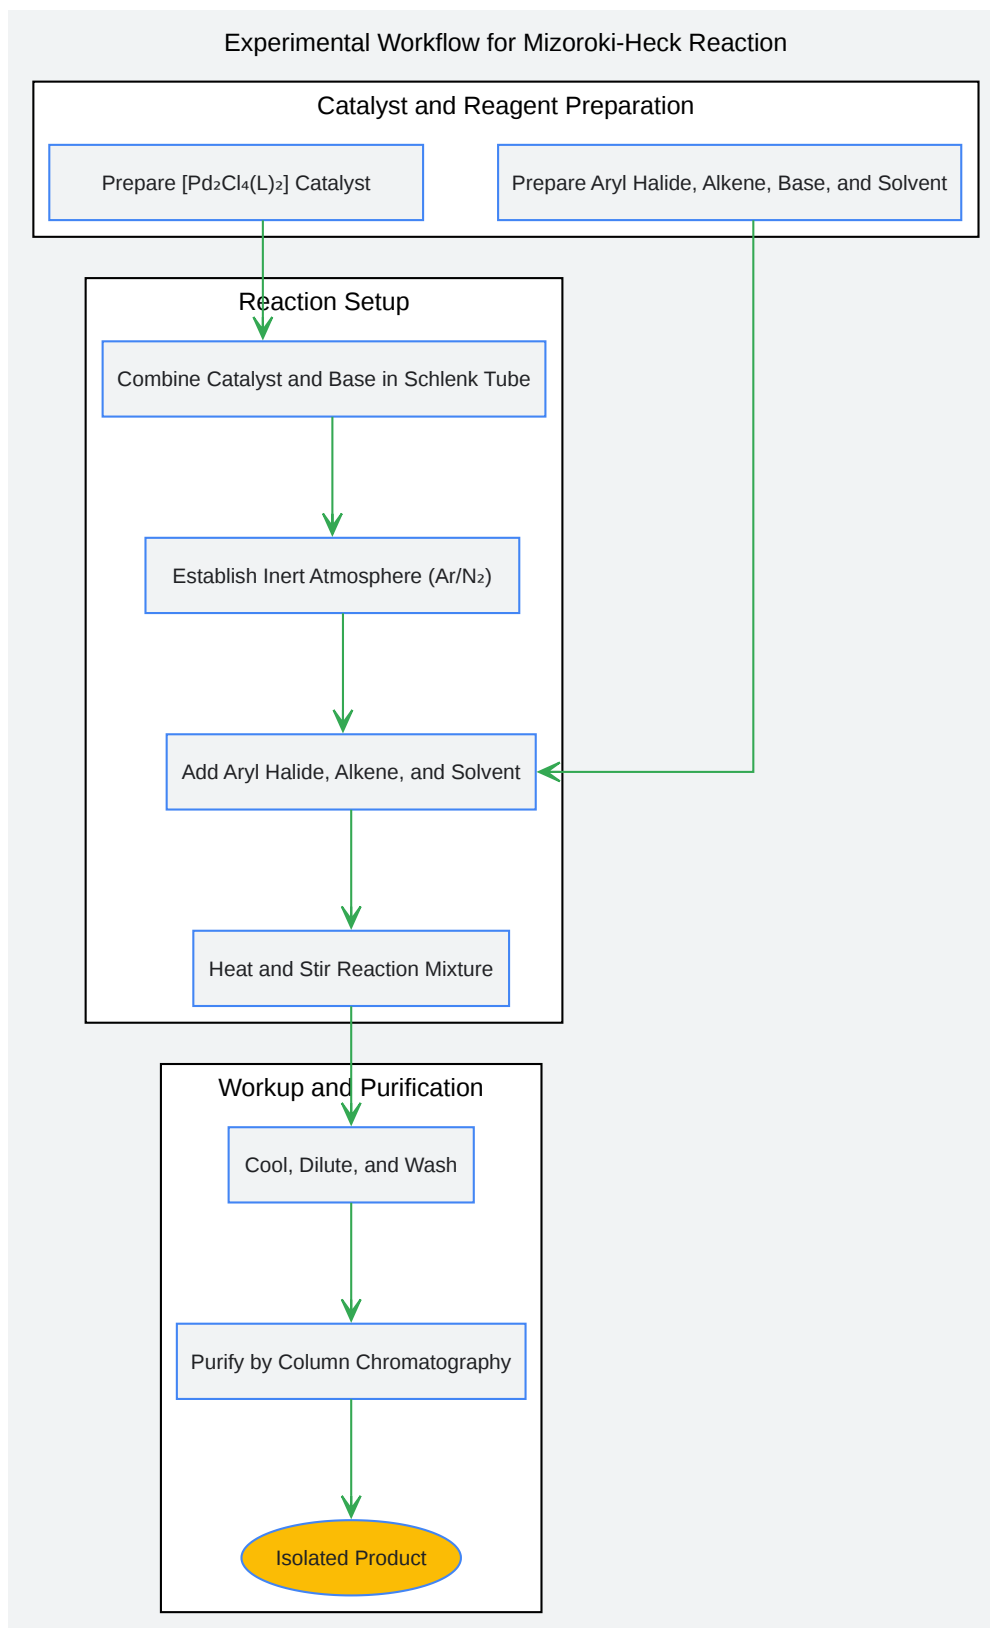 Experimental Workflow for Mizoroki-Heck Reaction
Catalyst and Reagent Preparation
Prepare [Pd₂Cl₄(L)₂] Catalyst
Prepare Aryl Halide, Alkene, Base, and Solvent
Reaction Setup
Combine Catalyst and Base in Schlenk Tube
Establish Inert Atmosphere (Ar/N₂)
Add Aryl Halide, Alkene, and Solvent
Heat and Stir Reaction Mixture
Workup and Purification
Cool, Dilute, and Wash
Purify by Column Chromatography
Isolated Product